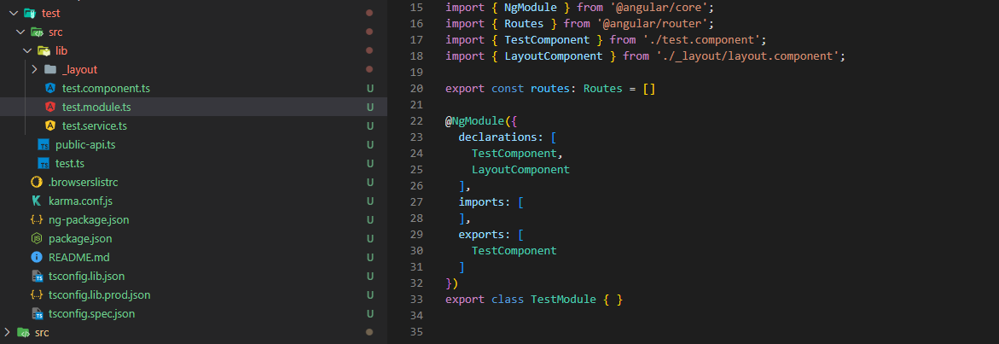 test
src
lib
_layout
test.component.ts U
test.module.ts U
test.service.ts U
public-api.ts U
test.ts U
.browserslistrc U
karma.conf.js U
ng-package.json U
package.json U
README.md U
tsconfig.lib.json U
tsconfig.lib.prod.json U
tsconfig.spec.json U
src
15 import { NgModule } from '@angular/core';
16 import { Routes } from '@angular/router';
17 import { TestComponent } from './test.component';
18 import { LayoutComponent } from './_layout/layout.component';
19
20 export const routes: Routes = []
21
22 @NgModule({
23 declarations: [
24 TestComponent,
25 LayoutComponent
26 ],
27 imports: [
28 ],
29 exports: [
30 TestComponent
31 ]
32 })
33 export class TestModule { }
34
35